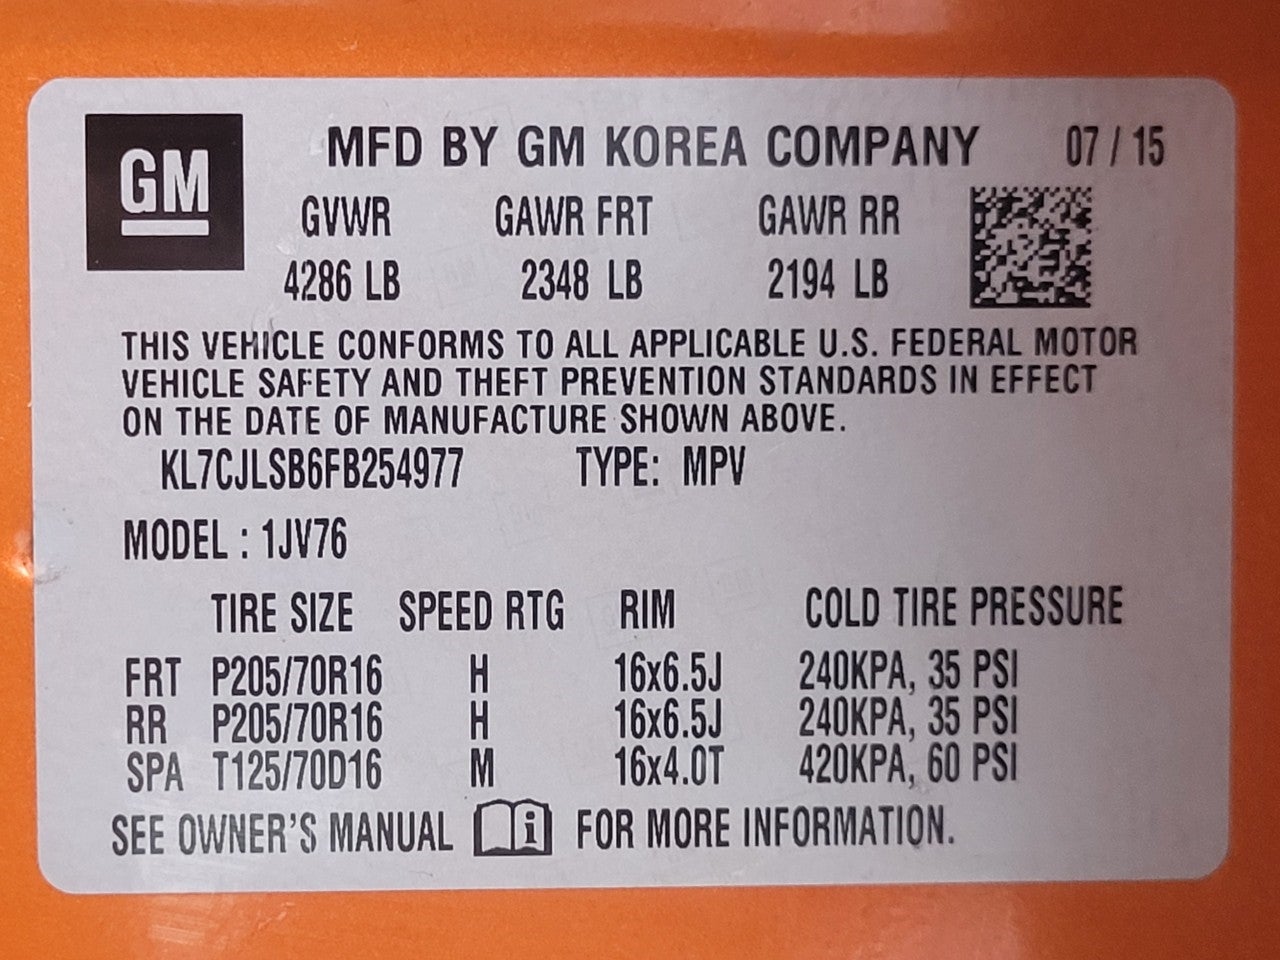 GM
MFD BY GM KOREA COMPANY 07 / 15
GVWR GAWR FRT GAWR RR
4286 LB 2348 LB 2194 LB
THIS VEHICLE CONFORMS TO ALL APPLICABLE U.S. FEDERAL MOTOR
VEHICLE SAFETY AND THEFT PREVENTION STANDARDS IN EFFECT
ON THE DATE OF MANUFACTURE SHOWN ABOVE.
KL7CJLSB6FB254977 TYPE: MPV
MODEL : 1JV76
TIRE SIZE SPEED RTG RIM COLD TIRE PRESSURE
FRT P205/70R16 H 16x6.5J 240KPA, 35 PSI
RR P205/70R16 H 16x6.5J 240KPA, 35 PSI
SPA T125/70D16 M 16x4.0T 420KPA, 60 PSI
SEE OWNER'S MANUAL i FOR MORE INFORMATION.